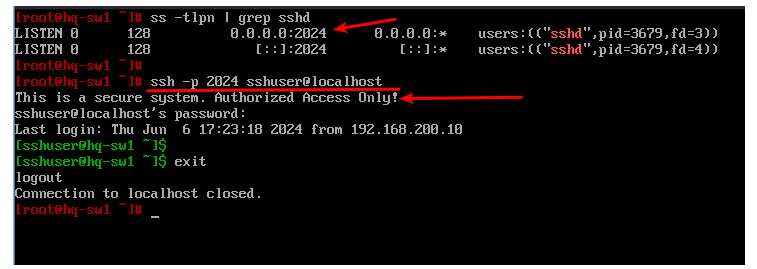 [root@hq-sw1 ~]# ss -tlpn | grep sshd
LISTEN 0      128          0.0.0.0:2024       0.0.0.0:*    users:(("sshd",pid=3679,fd=3))
LISTEN 0      128             [::]:2024          [::]:*    users:(("sshd",pid=3679,fd=4))
[root@hq-sw1 ~]#
[root@hq-sw1 ~]# ssh -p 2024 sshuser@localhost
This is a secure system. Authorized Access Only!
sshuser@localhost's password:
Last login: Thu Jun  6 17:23:18 2024 from 192.168.200.10
[sshuser@hq-sw1 ~]$
[sshuser@hq-sw1 ~]$ exit
logout
Connection to localhost closed.
[root@hq-sw1 ~]# _